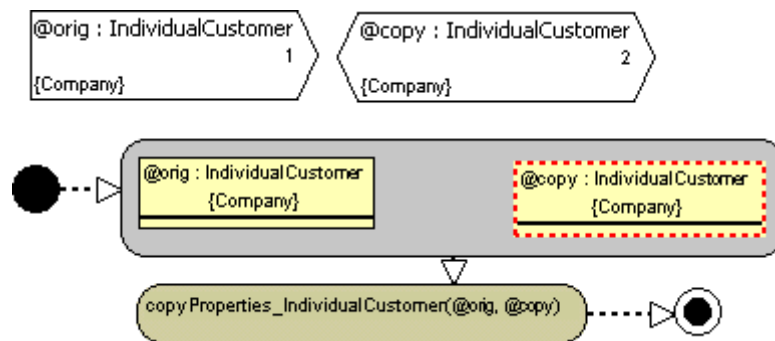 @orig : IndividualCustomer
1
{Company}
@copy : IndividualCustomer
2
{Company}
@orig : IndividualCustomer
{Company}
@copy : IndividualCustomer
{Company}
copyProperties_IndividualCustomer(@orig, @copy)